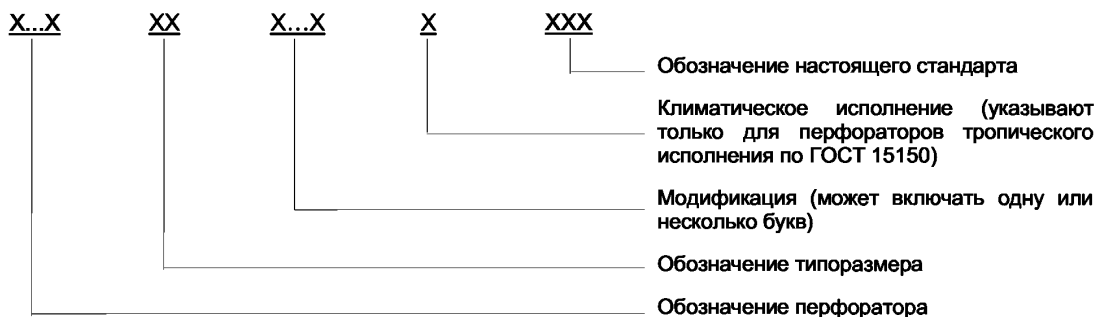 Х...Х ХХ Х...Х Х ХХХ
Обозначение настоящего стандарта
Климатическое исполнение (указывают
только для перфораторов тропического
исполнения по ГОСТ 15150)
Модификация (может включать одну или
несколько букв)
Обозначение типоразмера
Обозначение перфоратора